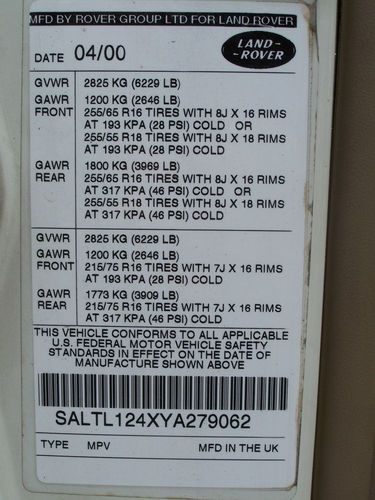 MFD BY ROVER GROUP LTD FOR LAND ROVER
DATE 04/00
LAND-
-ROVER
GVWR 2825 KG (6229 LB)
GAWR 1200 KG (2646 LB)
FRONT 255/65 R16 TIRES WITH 8J X 16 RIMS
AT 193 KPA (28 PSI) COLD OR
255/55 R18 TIRES WITH 8J X 18 RIMS
AT 193 KPA (28 PSI) COLD
GAWR 1800 KG (3969 LB)
REAR 255/65 R16 TIRES WITH 8J X 16 RIMS
AT 317 KPA (46 PSI) COLD OR
255/55 R18 TIRES WITH 8J X 18 RIMS
AT 317 KPA (46 PSI) COLD
GVWR 2825 KG (6229 LB)
GAWR 1200 KG (2646 LB)
FRONT 215/75 R16 TIRES WITH 7J X 16 RIMS
AT 193 KPA (28 PSI) COLD
GAWR 1773 KG (3909 LB)
REAR 215/75 R16 TIRES WITH 7J X 16 RIMS
AT 317 KPA (46 PSI) COLD
THIS VEHICLE CONFORMS TO ALL APPLICABLE
U.S. FEDERAL MOTOR VEHICLE SAFETY
STANDARDS IN EFFECT ON THE DATE OF
MANUFACTURE SHOWN ABOVE
SALTL124XYA279062
TYPE MPV MFD IN THE UK